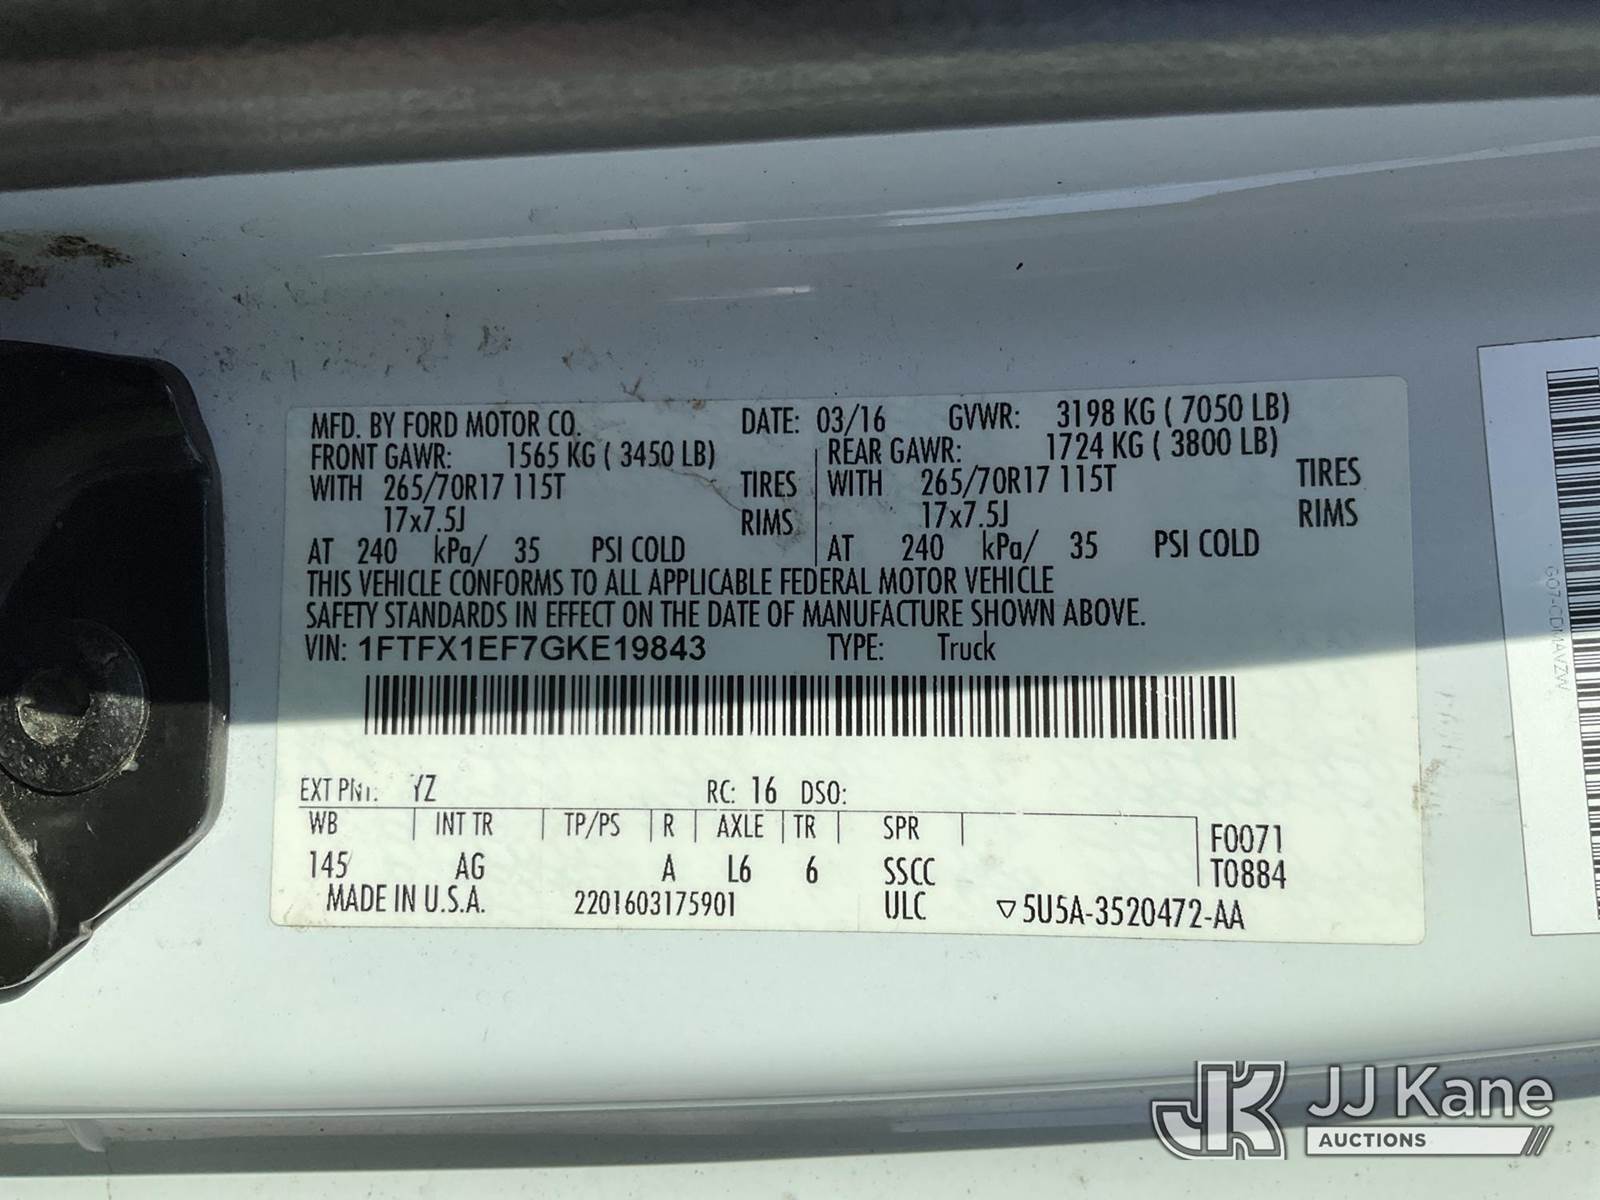 MFD. BY FORD MOTOR CO. DATE: 03/16 GVWR: 3198 KG ( 7050 LB)
FRONT GAWR: 1565 KG ( 3450 LB) REAR GAWR: 1724 KG ( 3800 LB)
WITH 265/70R17 115T TIRES WITH 265/70R17 115T TIRES
17x7.5J RIMS 17x7.5J RIMS
AT 240 kPa/ 35 PSI COLD AT 240 kPa/ 35 PSI COLD
THIS VEHICLE CONFORMS TO ALL APPLICABLE FEDERAL MOTOR VEHICLE
SAFETY STANDARDS IN EFFECT ON THE DATE OF MANUFACTURE SHOWN ABOVE.
VIN: 1FTFX1EF7GKE19843 TYPE: Truck
EXT PNT: YZ RC: 16 DSO:
WB INT TR TP/PS R AXLE TR SPR F0071
145 AG A L6 6 SSCC T0884
MADE IN U.S.A. 2201603175901 ULC ▽5U5A-3520472-AA
JK JJ Kane
AUCTIONS